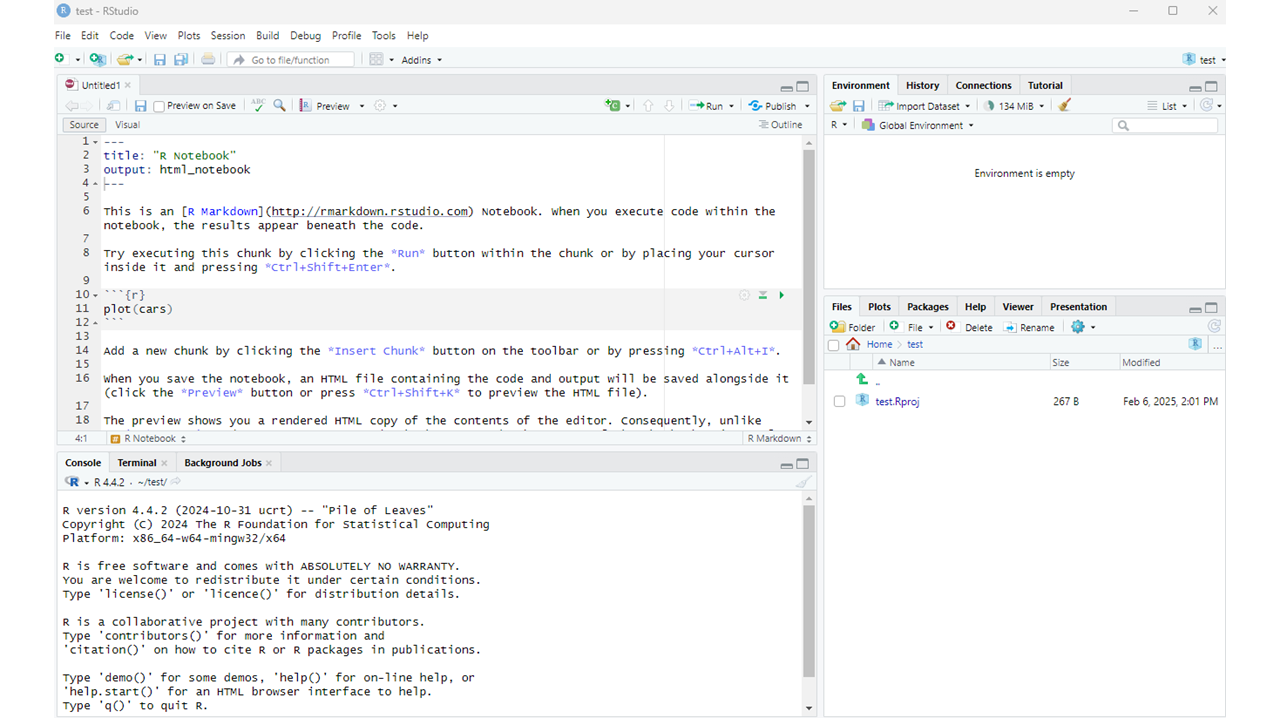 test - RStudio
File Edit Code View Plots Session Build Debug Profile Tools Help
Go to file/function Addins test
Untitled1
Preview on Save ABC Preview Run Publish
Source Visual Outline
1 ---
2 title: "R Notebook"
3 output: html_notebook
4 ---
5
6 This is an [R Markdown](http://rmarkdown.rstudio.com) Notebook. When you execute code within the
notebook, the results appear beneath the code.
7
8 Try executing this chunk by clicking the *Run* button within the chunk or by placing your cursor
inside it and pressing *Ctrl+Shift+Enter*.
9
10 ```{r}
11 plot(cars)
12 ```
13
14 Add a new chunk by clicking the *Insert Chunk* button on the toolbar or by pressing *Ctrl+Alt+I*.
15
16 When you save the notebook, an HTML file containing the code and output will be saved alongside it
(click the *Preview* button or press *Ctrl+Shift+K* to preview the HTML file).
17
18 The preview shows you a rendered HTML copy of the contents of the editor. Consequently, unlike
4:1 R Notebook R Markdown
Console Terminal Background Jobs
R 4.4.2 · ~/test/
R version 4.4.2 (2024-10-31 ucrt) -- "Pile of Leaves"
Copyright (C) 2024 The R Foundation for Statistical Computing
Platform: x86_64-w64-mingw32/x64
R is free software and comes with ABSOLUTELY NO WARRANTY.
You are welcome to redistribute it under certain conditions.
Type 'license()' or 'licence()' for distribution details.
R is a collaborative project with many contributors.
Type 'contributors()' for more information and
'citation()' on how to cite R or R packages in publications.
Type 'demo()' for some demos, 'help()' for on-line help, or
'help.start()' for an HTML browser interface to help.
Type 'q()' to quit R.
Environment History Connections Tutorial
Import Dataset 134 MiB List
R Global Environment
Environment is empty
Files Plots Packages Help Viewer Presentation
Folder File Delete Rename
Home test ...
Name Size Modified
..
test.Rproj 267 B Feb 6, 2025, 2:01 PM